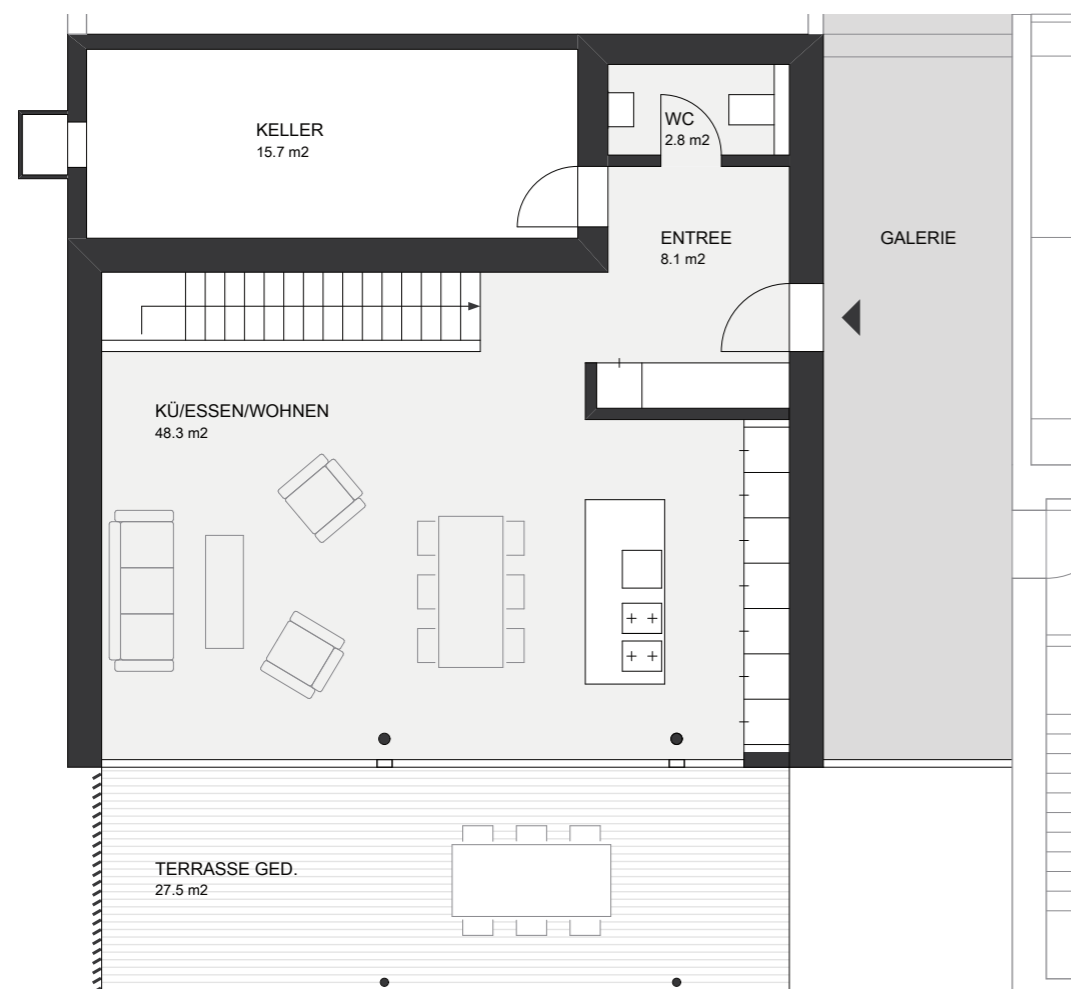 KELLER
15.7 m2
WC
2.8 m2
ENTREE
8.1 m2
GALERIE
KÜ/ESSEN/WOHNEN
48.3 m2
TERRASSE GED.
27.5 m2